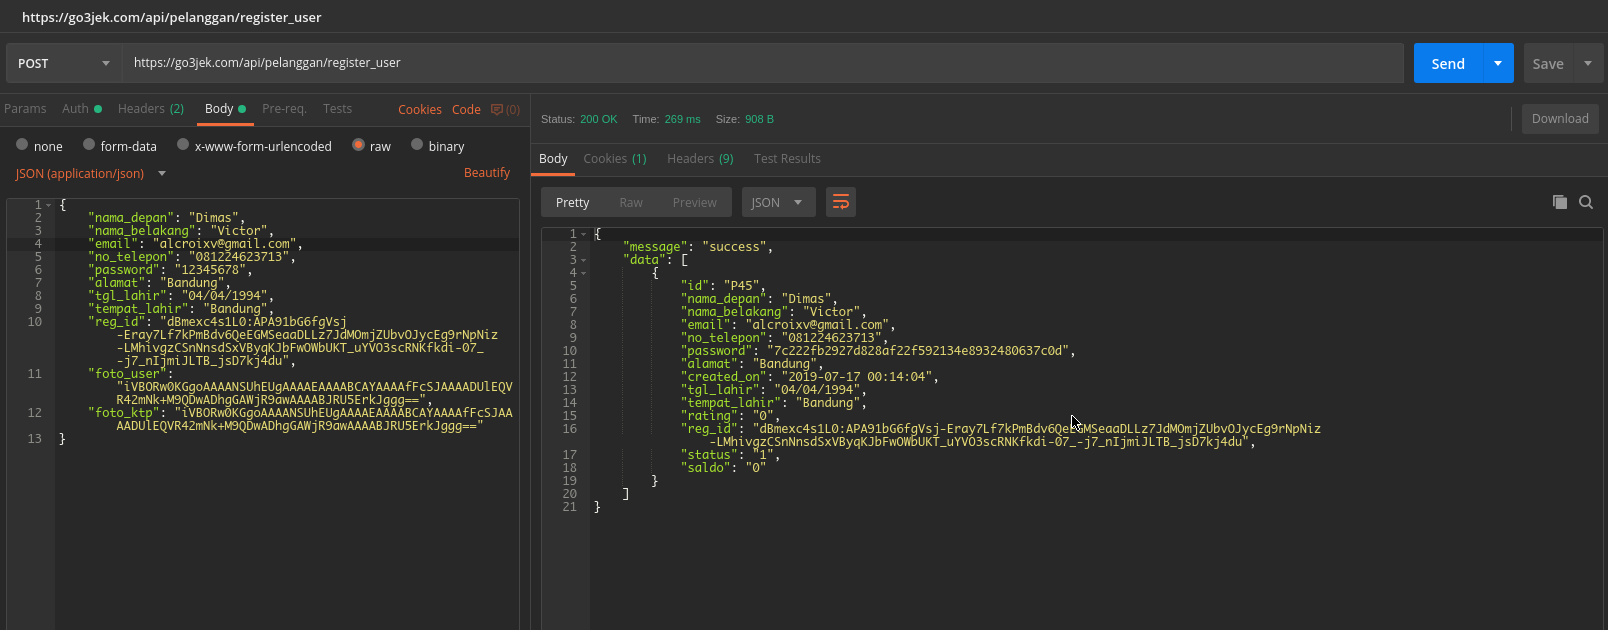 https://go3jek.com/api/pelanggan/register_user
POST https://go3jek.com/api/pelanggan/register_user Send Save
Params Auth Headers (2) Body Pre-req. Tests Cookies Code (0)
none form-data x-www-form-urlencoded raw binary
JSON (application/json) Beautify
1 {
2 "nama_depan": "Dimas",
3 "nama_belakang": "Victor",
4 "email": "alcroixv@gmail.com",
5 "no_telepon": "081224623713",
6 "password": "12345678",
7 "alamat": "Bandung",
8 "tgl_lahir": "04/04/1994",
9 "tempat_lahir": "Bandung",
10 "reg_id": "dBmexc4s1L0:APA91bG6fgVsj
-Eray7Lf7kPmBdv6QeEGMSeaaDLLz7JdMOmjZUbvOJycEg9rNpNiz
-LMhivgzCSnNnsdSxVByqKJbFwOWbUKT_uYVO3scRNKfkdi-07_
-j7_nIjmiJLTB_jsD7kj4du",
11 "foto_user":
"iVBORw0KGgoAAAANSUhEUgAAAAEAAAABCAYAAAAfFcSJAAAADUlEQV
R42mNk+M9QDwADhgGAWjR9awAAAABJRU5ErkJggg==",
12 "foto_ktp": "iVBORw0KGgoAAAANSUhEUgAAAAEAAAABCAYAAAAfFcSJAA
AADUlEQVR42mNk+M9QDwADhgGAWjR9awAAAABJRU5ErkJggg=="
13 }
Status: 200 OK Time: 269 ms Size: 908 B Download
Body Cookies (1) Headers (9) Test Results
Pretty Raw Preview JSON
1 {
2 "message": "success",
3 "data": [
4 {
5 "id": "P45",
6 "nama_depan": "Dimas",
7 "nama_belakang": "Victor",
8 "email": "alcroixv@gmail.com",
9 "no_telepon": "081224623713",
10 "password": "7c222fb2927d828af22f592134e8932480637c0d",
11 "alamat": "Bandung",
12 "created_on": "2019-07-17 00:14:04",
13 "tgl_lahir": "04/04/1994",
14 "tempat_lahir": "Bandung",
15 "rating": "0",
16 "reg_id": "dBmexc4s1L0:APA91bG6fgVsj-Eray7Lf7kPmBdv6QeEGMSeaaDLLz7JdMOmjZUbvOJycEg9rNpNiz
-LMhivgzCSnNnsdSxVByqKJbFwOWbUKT_uYVO3scRNKfkdi-07_-j7_nIjmiJLTB_jsD7kj4du",
17 "status": "1",
18 "saldo": "0"
19 }
20 ]
21 }